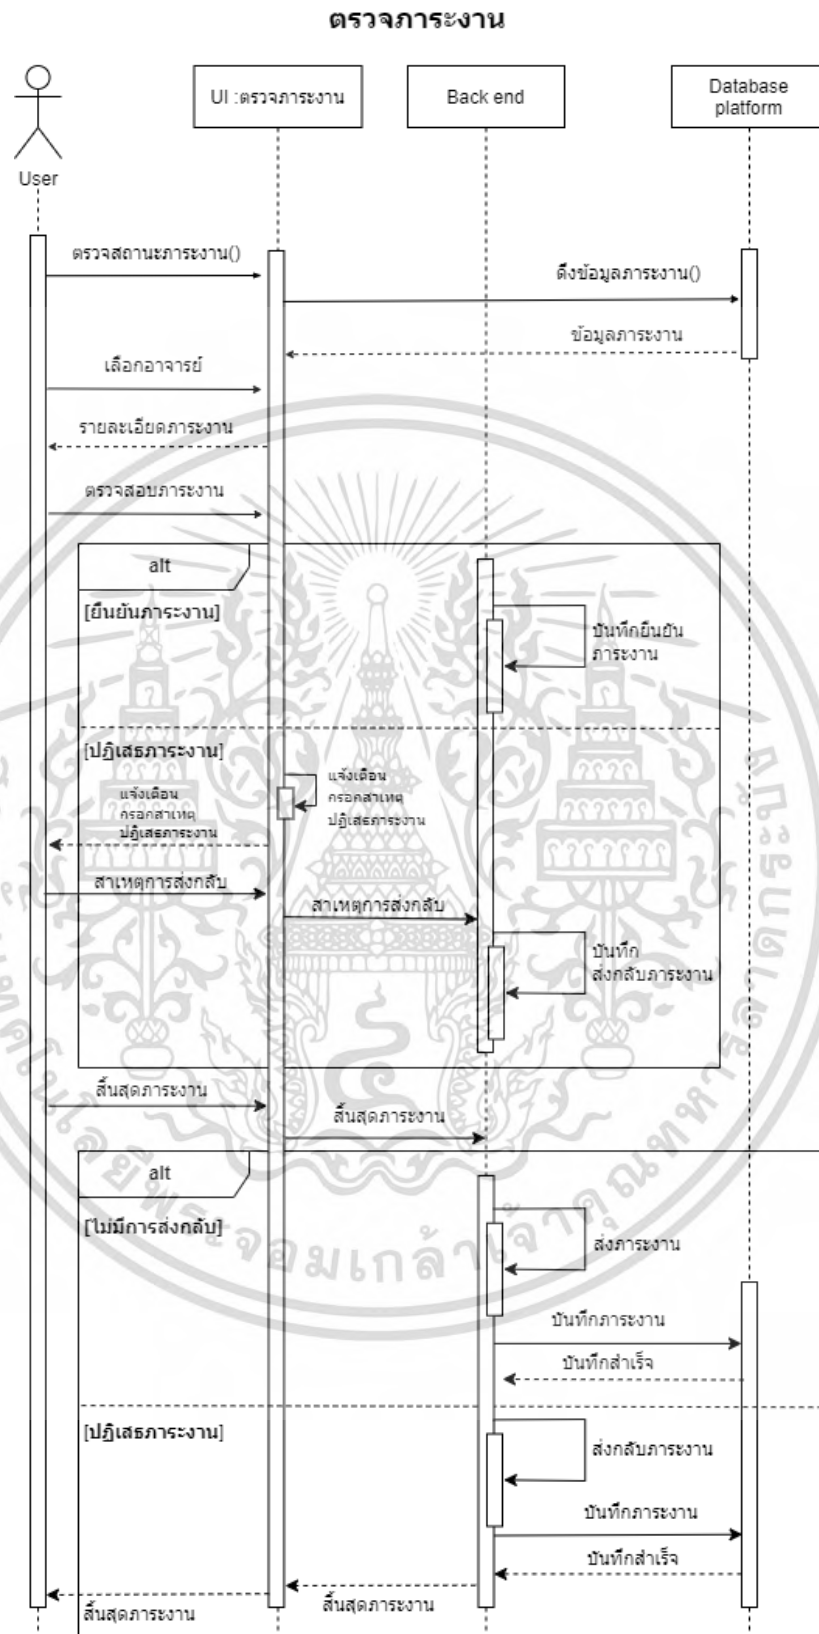 ตรวจภาระงาน
User
UI :ตรวจภาระงาน
Back end
Database
platform
ตรวจสถานะภาระงาน()
ดึงข้อมูลภาระงาน()
ข้อมูลภาระงาน
เลือกอาจารย์
รายละเอียดภาระงาน
ตรวจสอบภาระงาน
alt
[ยืนยันภาระงาน]
บันทึกยืนยัน
ภาระงาน
[ปฏิเสธภาระงาน]
แจ้งเตือน
กรอกสาเหตุ
ปฏิเสธภาระงาน
แจ้งเตือน
กรอกสาเหตุ
ปฏิเสธภาระงาน
สาเหตุการส่งกลับ
สาเหตุการส่งกลับ
บันทึก
ส่งกลับภาระงาน
สิ้นสุดภาระงาน
สิ้นสุดภาระงาน
alt
[ไม่มีการส่งกลับ]
ส่งภาระงาน
บันทึกภาระงาน
บันทึกสำเร็จ
[ปฏิเสธภาระงาน]
ส่งกลับภาระงาน
บันทึกภาระงาน
บันทึกสำเร็จ
สิ้นสุดภาระงาน
สิ้นสุดภาระงาน